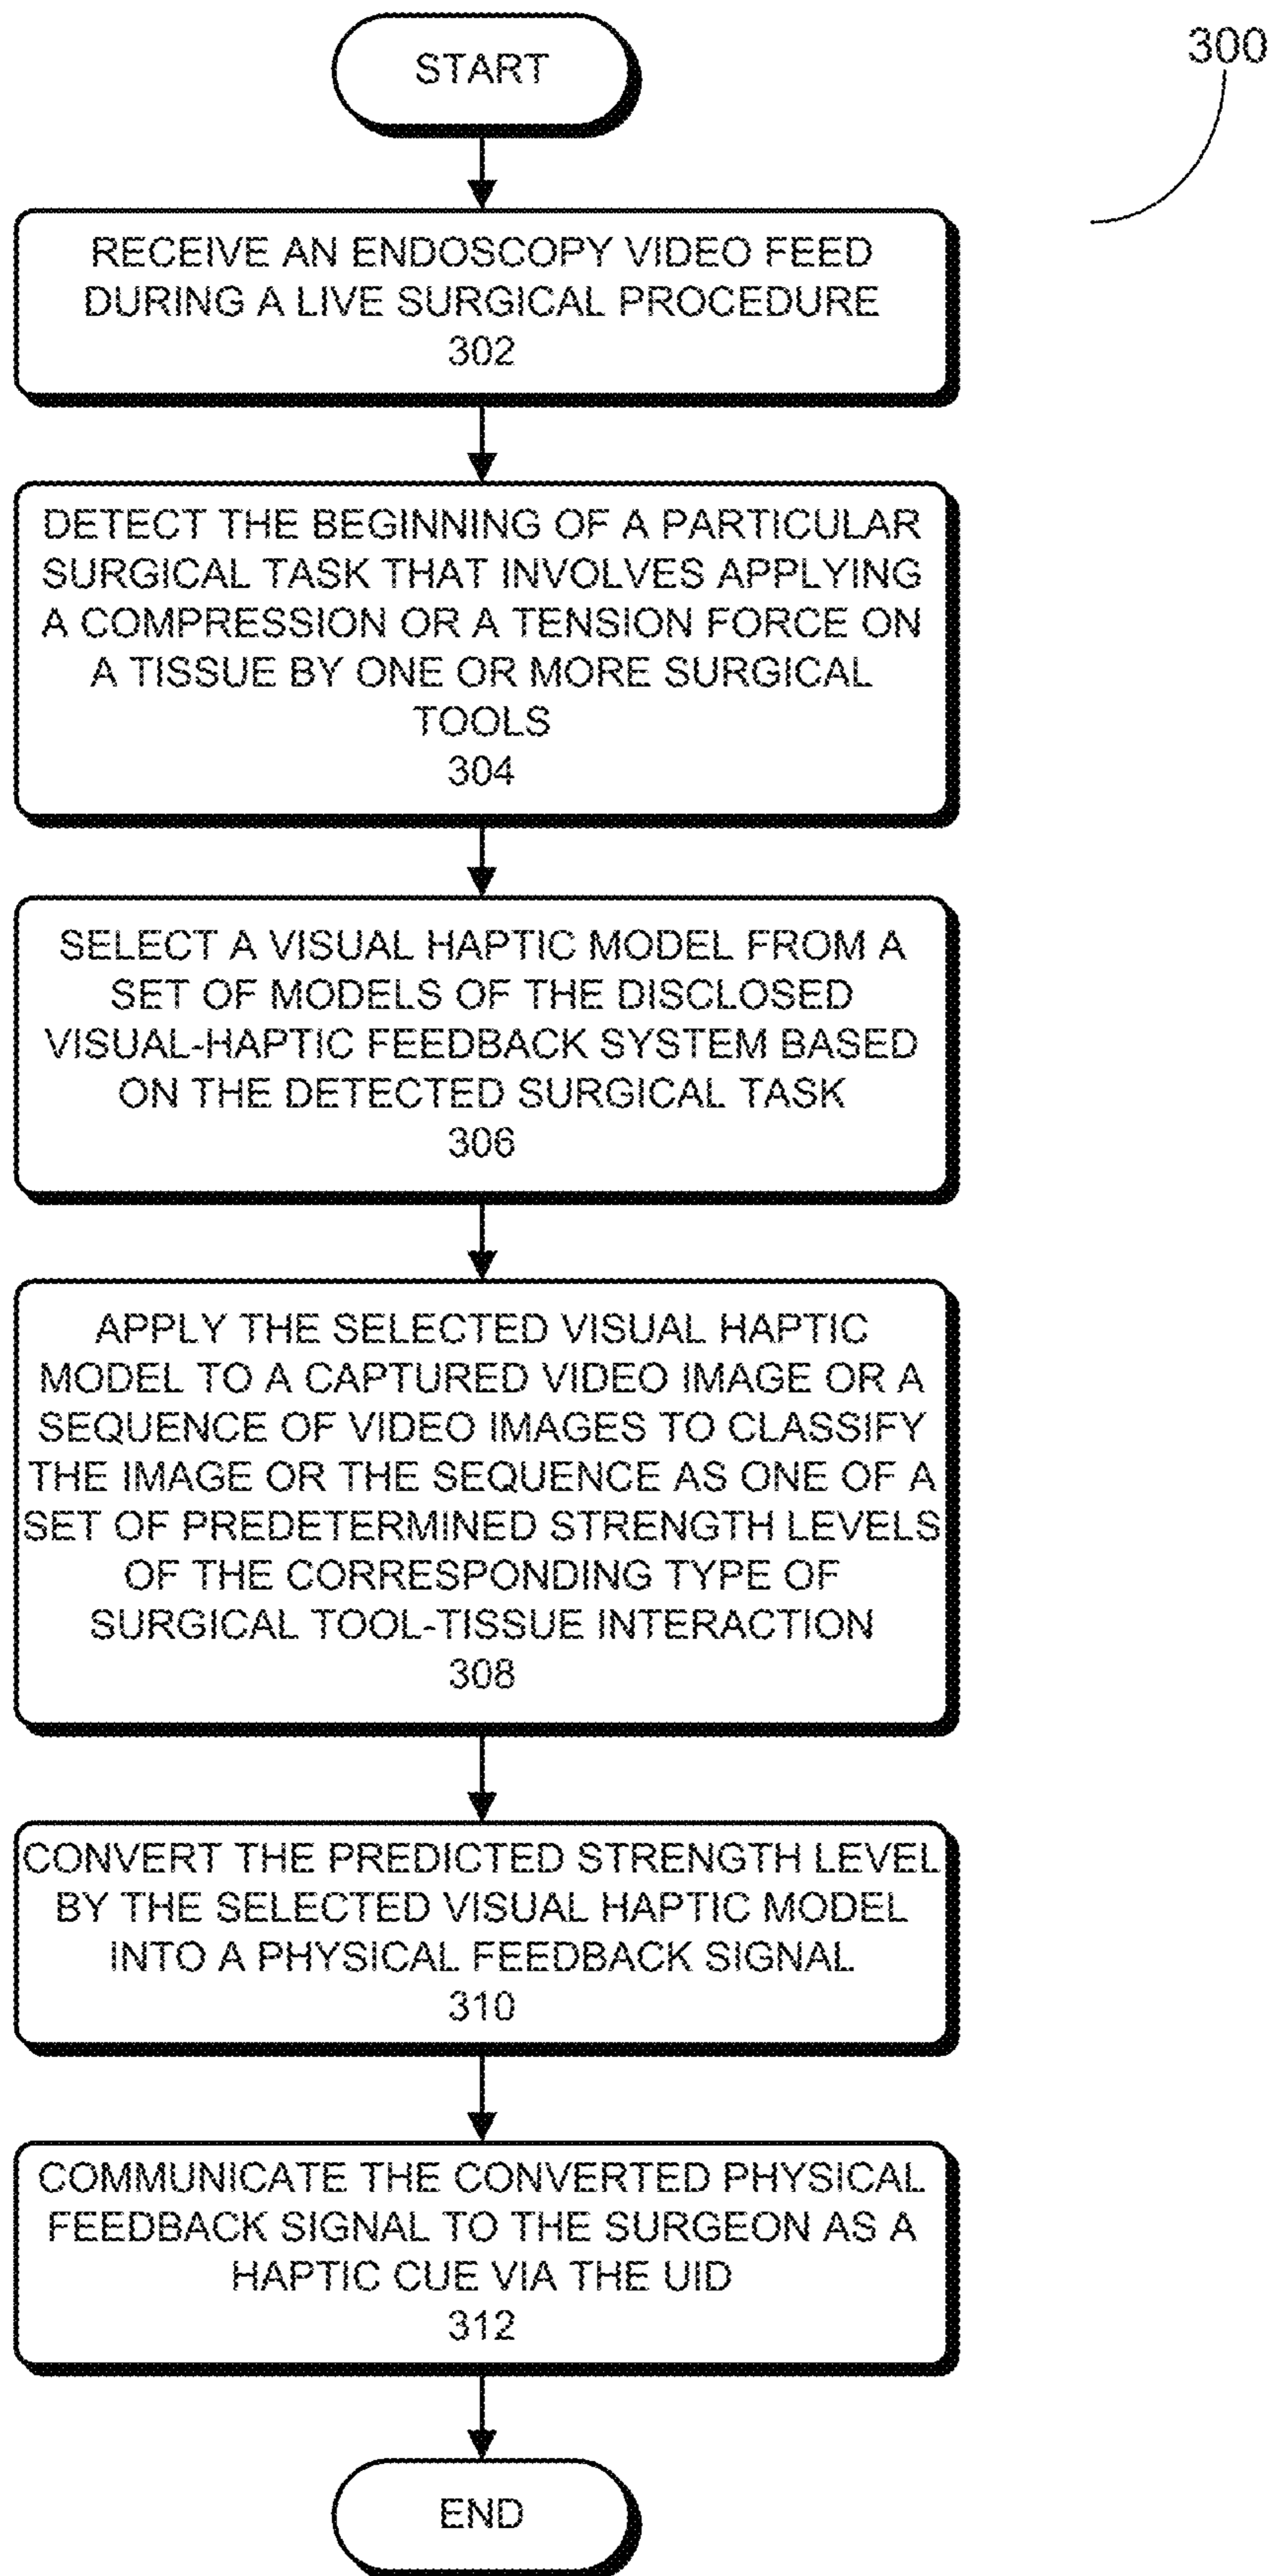 START
300
RECEIVE AN ENDOSCOPY VIDEO FEED
DURING A LIVE SURGICAL PROCEDURE
302
DETECT THE BEGINNING OF A PARTICULAR
SURGICAL TASK THAT INVOLVES APPLYING
A COMPRESSION OR A TENSION FORCE ON
A TISSUE BY ONE OR MORE SURGICAL
TOOLS
304
SELECT A VISUAL HAPTIC MODEL FROM A
SET OF MODELS OF THE DISCLOSED
VISUAL-HAPTIC FEEDBACK SYSTEM BASED
ON THE DETECTED SURGICAL TASK
306
APPLY THE SELECTED VISUAL HAPTIC
MODEL TO A CAPTURED VIDEO IMAGE OR A
SEQUENCE OF VIDEO IMAGES TO CLASSIFY
THE IMAGE OR THE SEQUENCE AS ONE OF A
SET OF PREDETERMINED STRENGTH LEVELS
OF THE CORRESPONDING TYPE OF
SURGICAL TOOL-TISSUE INTERACTION
308
CONVERT THE PREDICTED STRENGTH LEVEL
BY THE SELECTED VISUAL HAPTIC MODEL
INTO A PHYSICAL FEEDBACK SIGNAL
310
COMMUNICATE THE CONVERTED PHYSICAL
FEEDBACK SIGNAL TO THE SURGEON AS A
HAPTIC CUE VIA THE UID
312
END